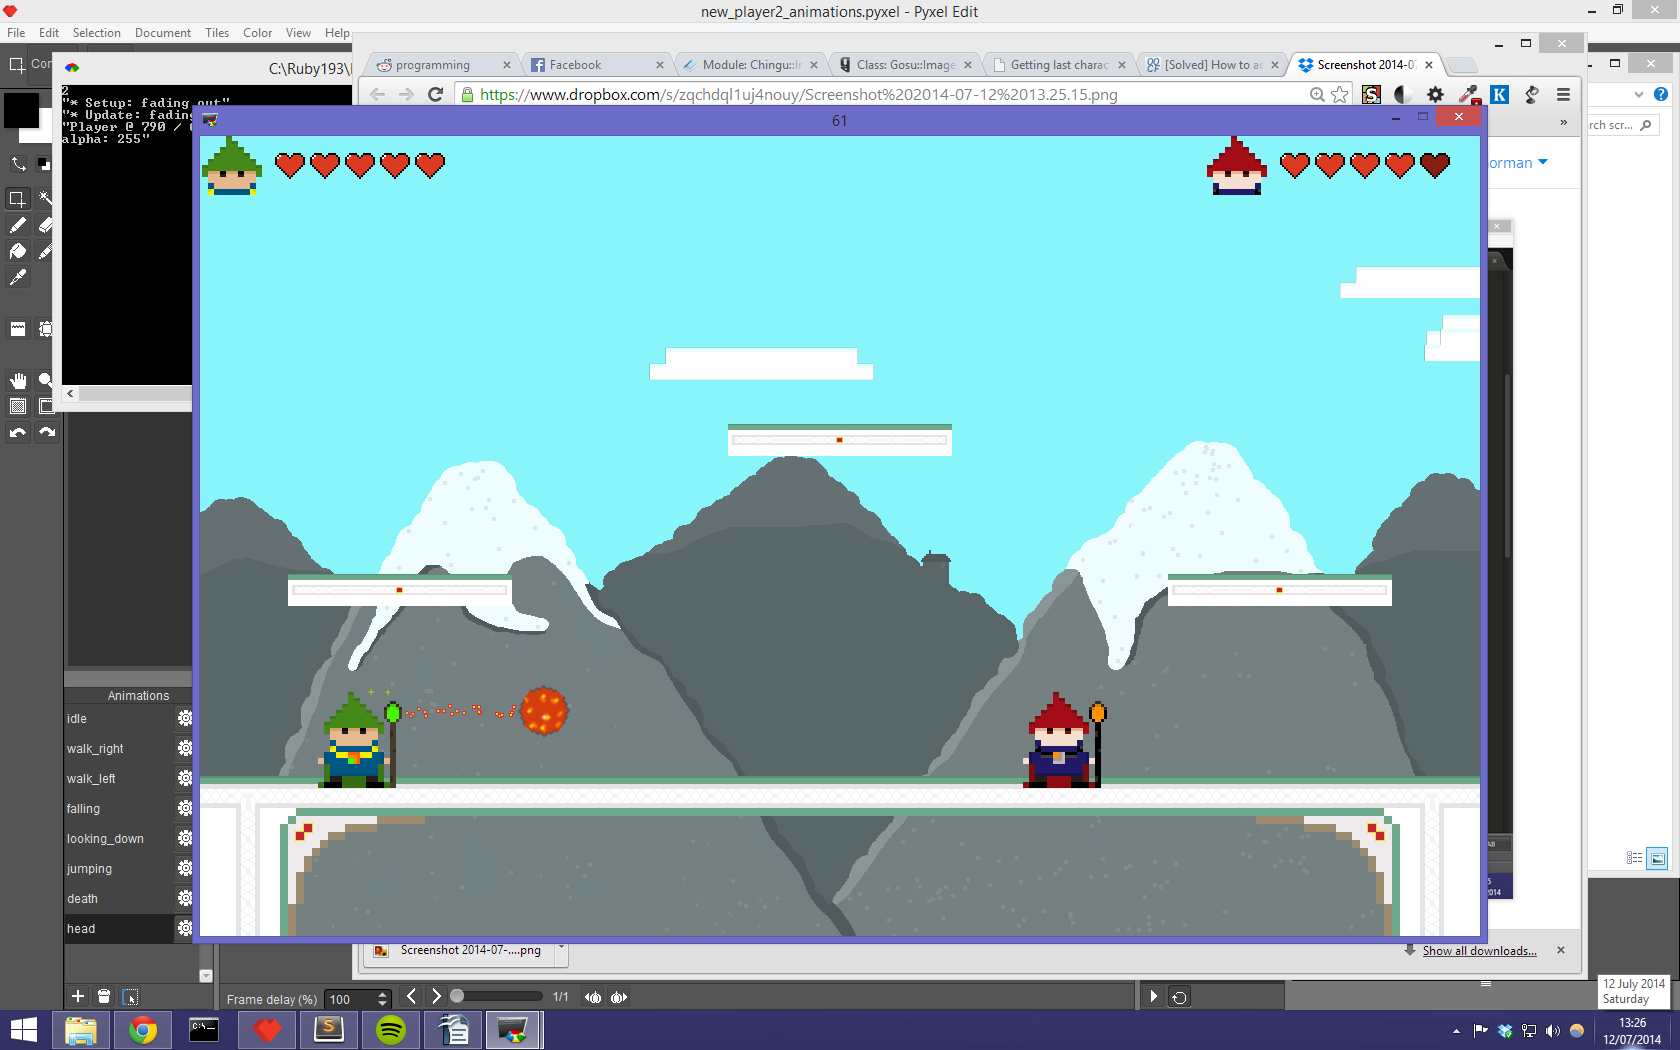 new_player2_animations.pyxel - Pyxel Edit
File Edit Selection Document Tiles Color View Help
C:\Ruby193\
2
"* Setup: fading out"
"* Update: fading
"Player @ 790 /
alpha: 255"
programming
Facebook
Module: Chingu::I
Class: Gosu::Image
Getting last charac
[Solved] How to a
Screenshot 2014-07
https://www.dropbox.com/s/zqchdql1uj4nouy/Screenshot%202014-07-12%2013.25.15.png
61
orman
Animations
idle
walk_right
walk_left
falling
looking_down
jumping
death
head
Screenshot 2014-07-....png
Show all downloads...
Frame delay (%) 100
1/1
12 July 2014
Saturday
13:26
12/07/2014